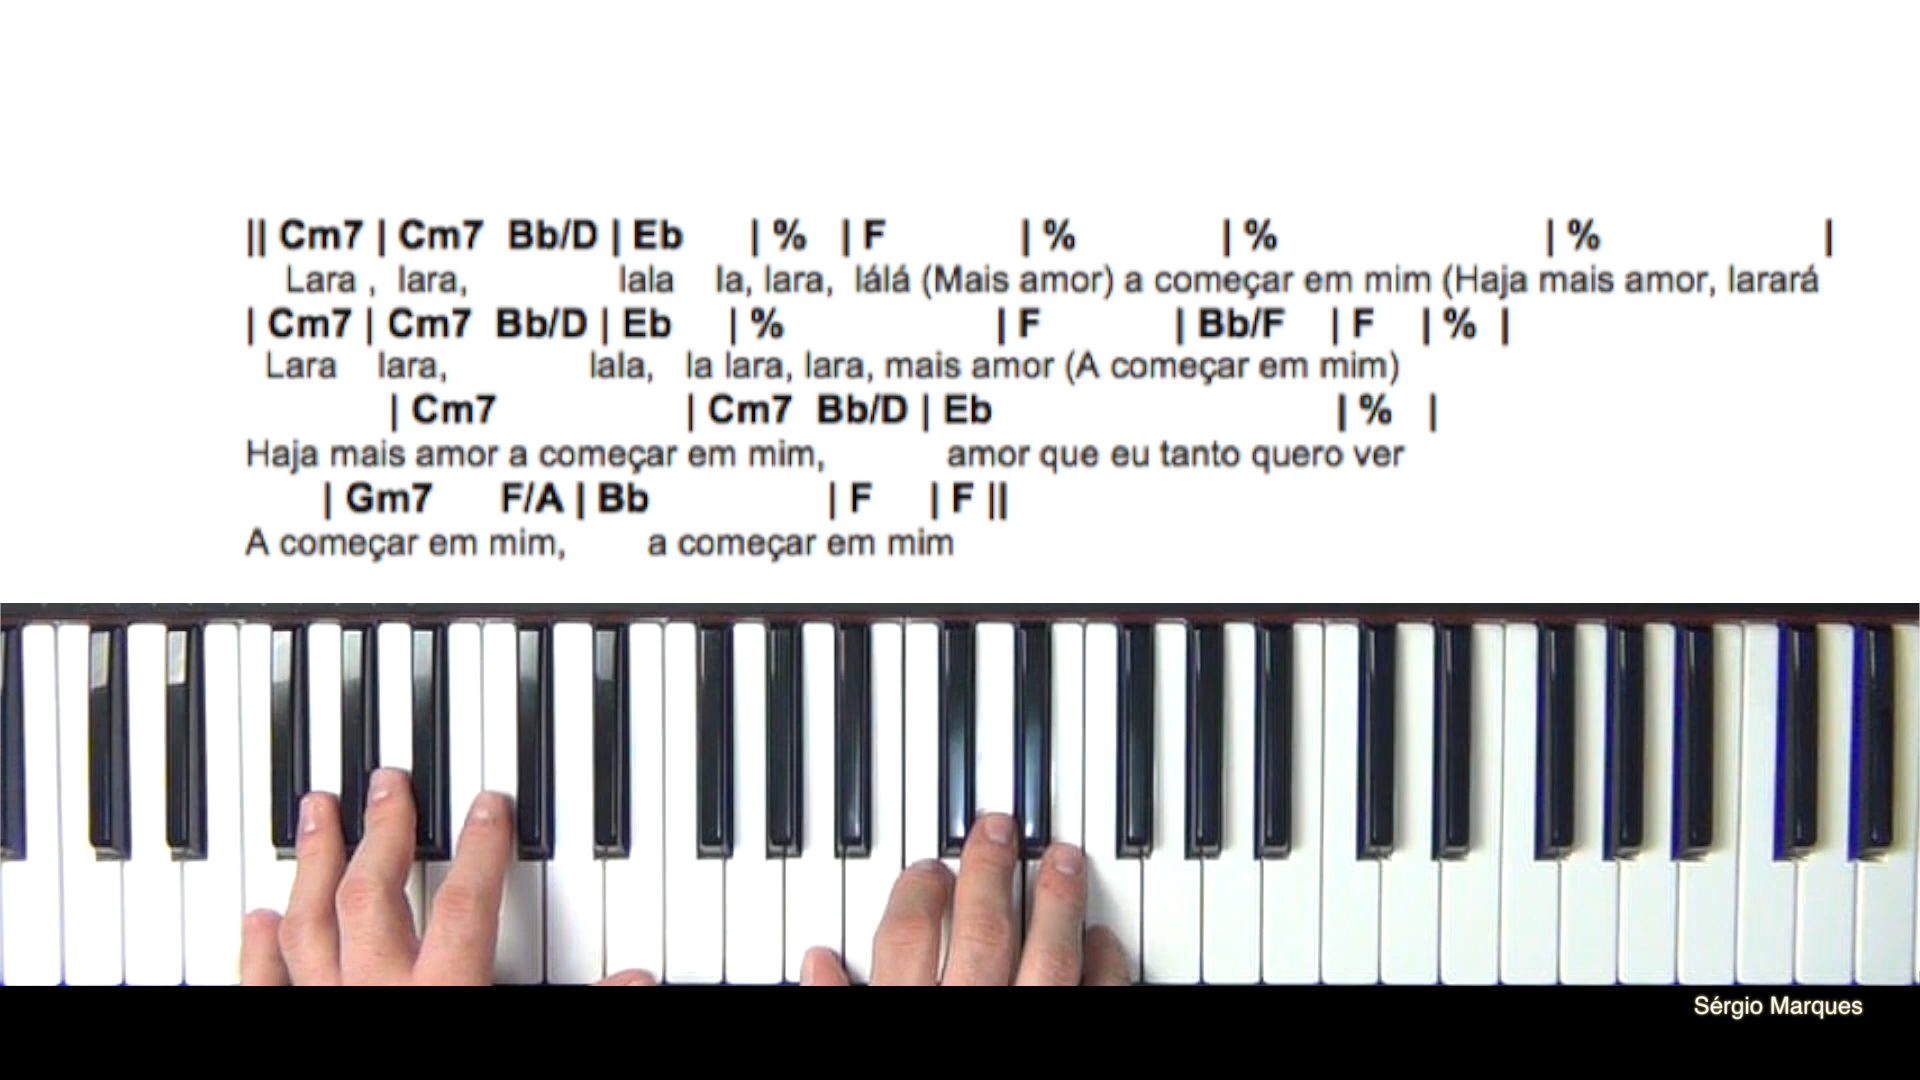 || Cm7 | Cm7 Bb/D | Eb | % | F | % | % | % |
Lara , lara, lala la, lara, lálá (Mais amor) a começar em mim (Haja mais amor, larará
| Cm7 | Cm7 Bb/D | Eb | % | F | Bb/F | F | % |
Lara lara, lala, la lara, lara, mais amor (A começar em mim)
| Cm7 | Cm7 Bb/D | Eb | % |
Haja mais amor a começar em mim, amor que eu tanto quero ver
| Gm7 F/A | Bb | F | F ||
A começar em mim, a começar em mim
Sérgio Marques